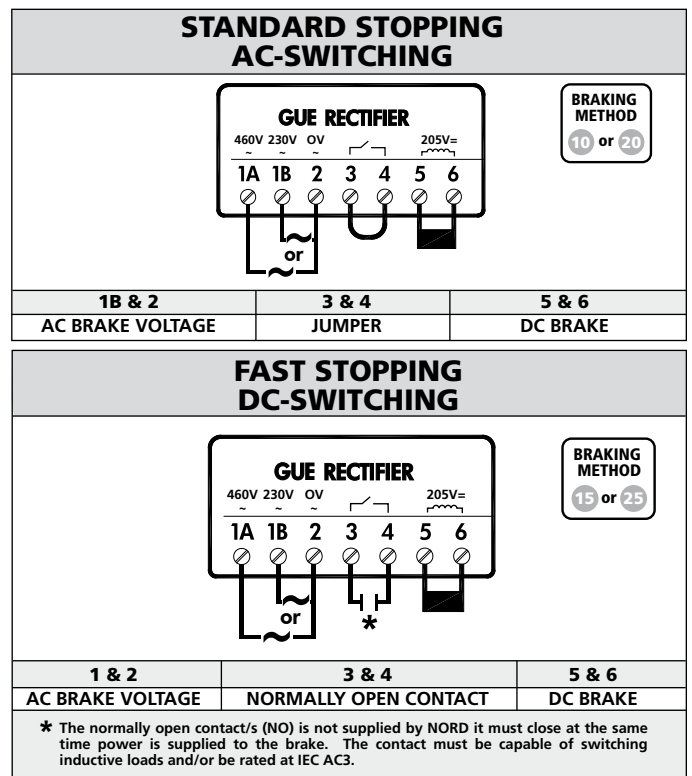 STANDARD STOPPING
AC-SWITCHING
BRAKING
METHOD
10 or 20
GUE RECTIFIER
460V 230V OV 205V=
~ ~ ~
1A 1B 2 3 4 5 6
~
or
~
1B & 2 3 & 4 5 & 6
AC BRAKE VOLTAGE JUMPER DC BRAKE
FAST STOPPING
DC-SWITCHING
BRAKING
METHOD
15 or 25
GUE RECTIFIER
460V 230V OV 205V=
~ ~ ~
1A 1B 2 3 4 5 6
~
or
~
*
1 & 2 3 & 4 5 & 6
AC BRAKE VOLTAGE NORMALLY OPEN CONTACT DC BRAKE
* The normally open contact/s (NO) is not supplied by NORD it must close at the same
time power is supplied to the brake. The contact must be capable of switching
inductive loads and/or be rated at IEC AC3.